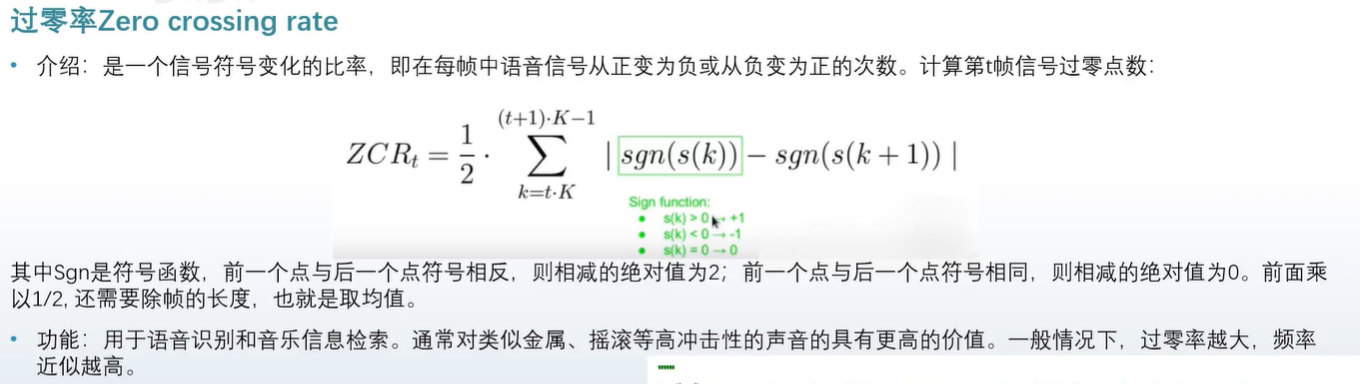 过零率Zero crossing rate
• 介绍：是一个信号符号变化的比率，即在每帧中语音信号从正变为负或从负变为正的次数。计算第t帧信号过零点数：
(t+1)·K−1
ZCRₜ = 1/2 · ∑ | sgn(s(k)) − sgn(s(k + 1)) |
k=t·K
Sign function:
• s(k) > 0 → +1
• s(k) < 0 → -1
• s(k) = 0 → 0
其中Sgn是符号函数，前一个点与后一个点符号相反，则相减的绝对值为2；前一个点与后一个点符号相同，则相减的绝对值为0。前面乘
以1/2, 还需要除帧的长度，也就是取均值。
• 功能：用于语音识别和音乐信息检索。通常对类似金属、摇滚等高冲击性的声音的具有更高的价值。一般情况下，过零率越大，频率
近似越高。